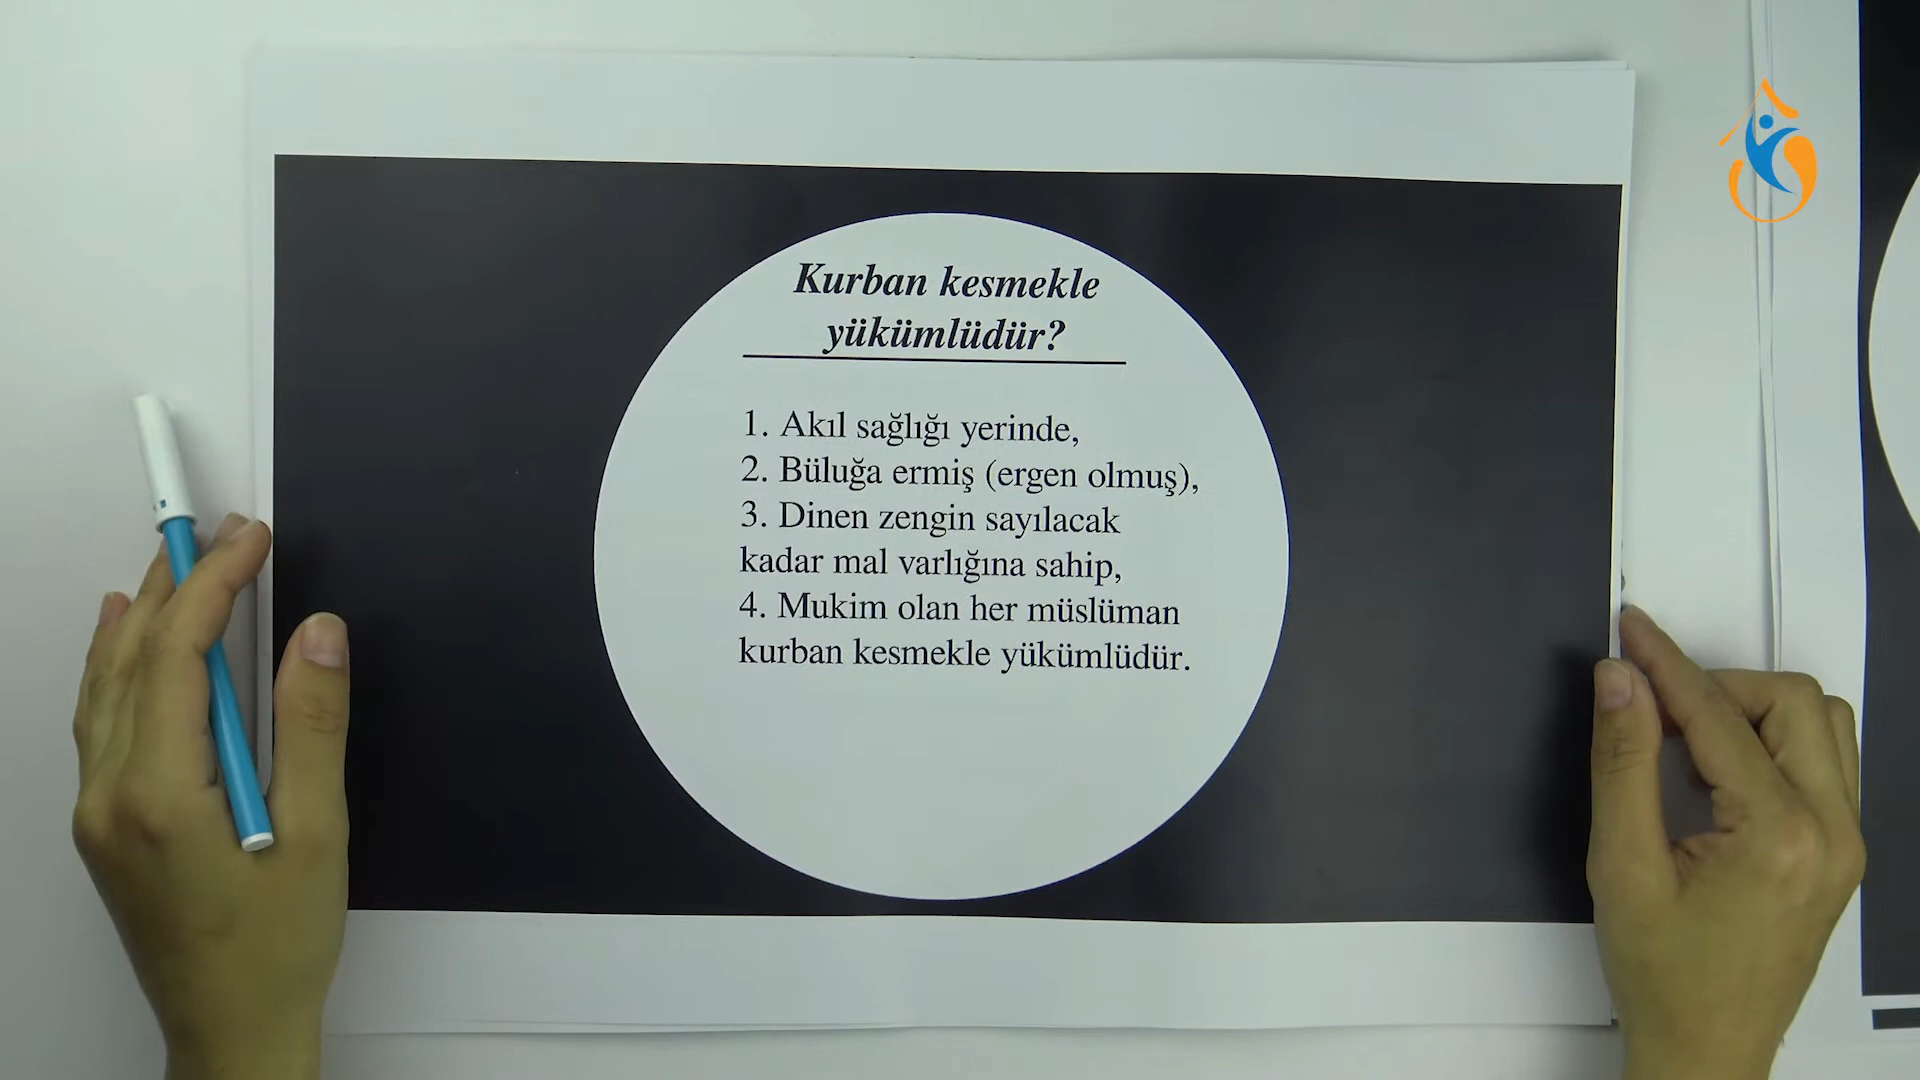 Kurban kesmekle
yükümlüdür?
1. Akıl sağlığı yerinde,
2. Büluğa ermiş (ergen olmuş),
3. Dinen zengin sayılacak
kadar mal varlığına sahip,
4. Mukim olan her müslüman
kurban kesmekle yükümlüdür.